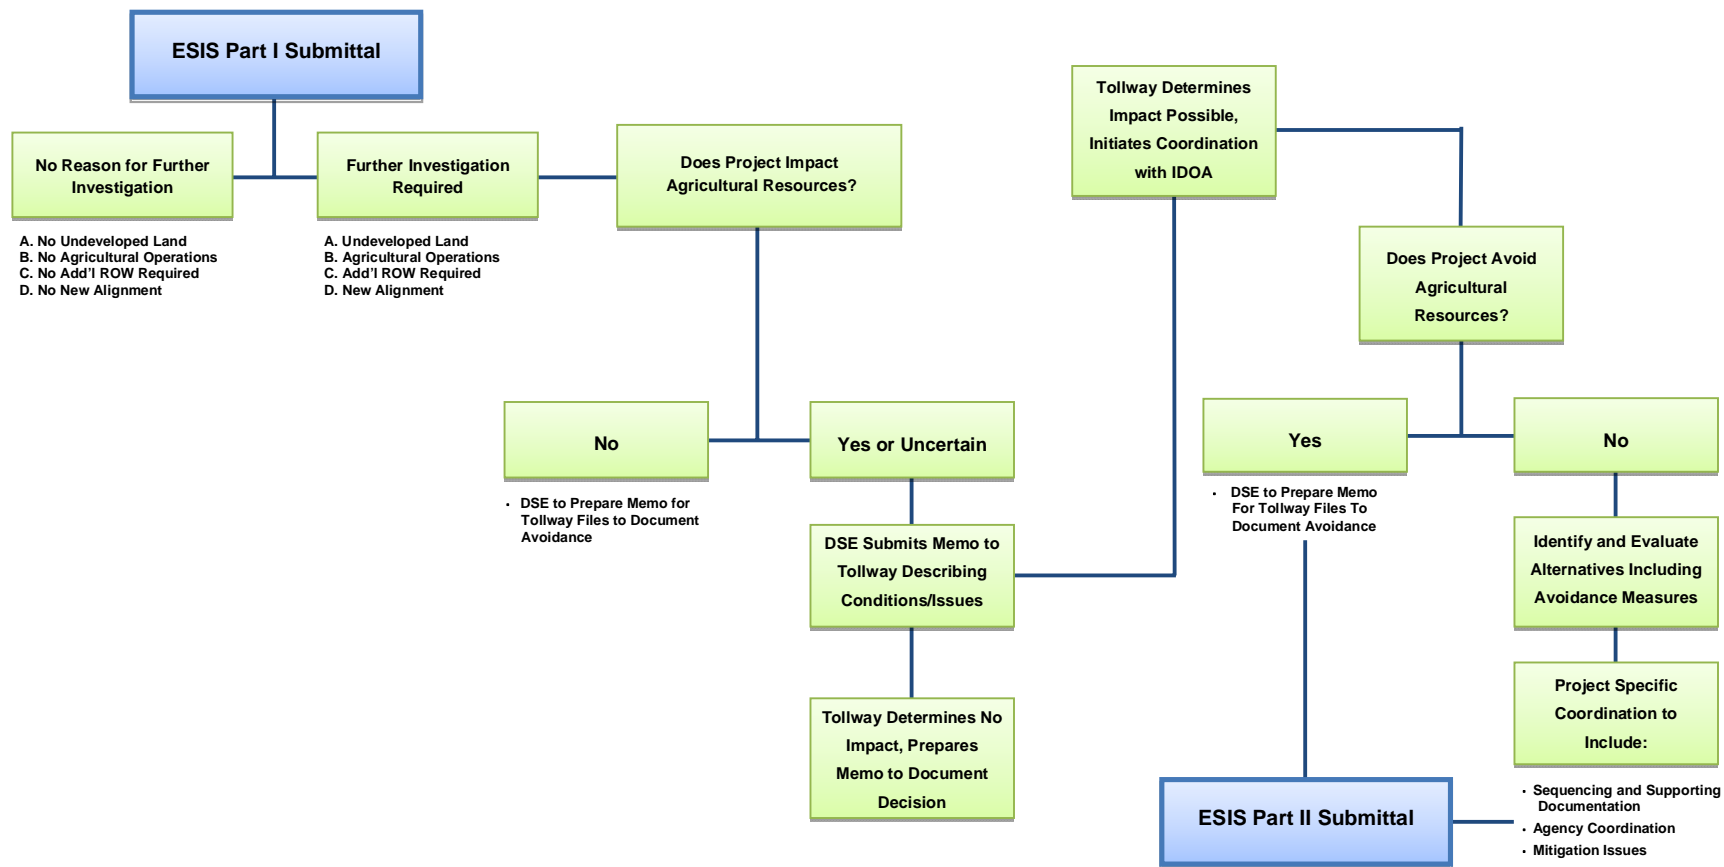 ESIS Part I Submittal
No Reason for Further
Investigation
A. No Undeveloped Land
B. No Agricultural Operations
C. No Add'l ROW Required
D. No New Alignment
Further Investigation
Required
A. Undeveloped Land
B. Agricultural Operations
C. Add'l ROW Required
D. New Alignment
Does Project Impact
Agricultural Resources?
No
· DSE to Prepare Memo for
Tollway Files to Document
Avoidance
Yes or Uncertain
DSE Submits Memo to
Tollway Describing
Conditions/Issues
Tollway Determines No
Impact, Prepares
Memo to Document
Decision
Tollway Determines
Impact Possible,
Initiates Coordination
with IDOA
Does Project Avoid
Agricultural
Resources?
Yes
· DSE to Prepare Memo
For Tollway Files To
Document Avoidance
No
Identify and Evaluate
Alternatives Including
Avoidance Measures
Project Specific
Coordination to
Include:
· Sequencing and Supporting
Documentation
· Agency Coordination
· Mitigation Issues
ESIS Part II Submittal